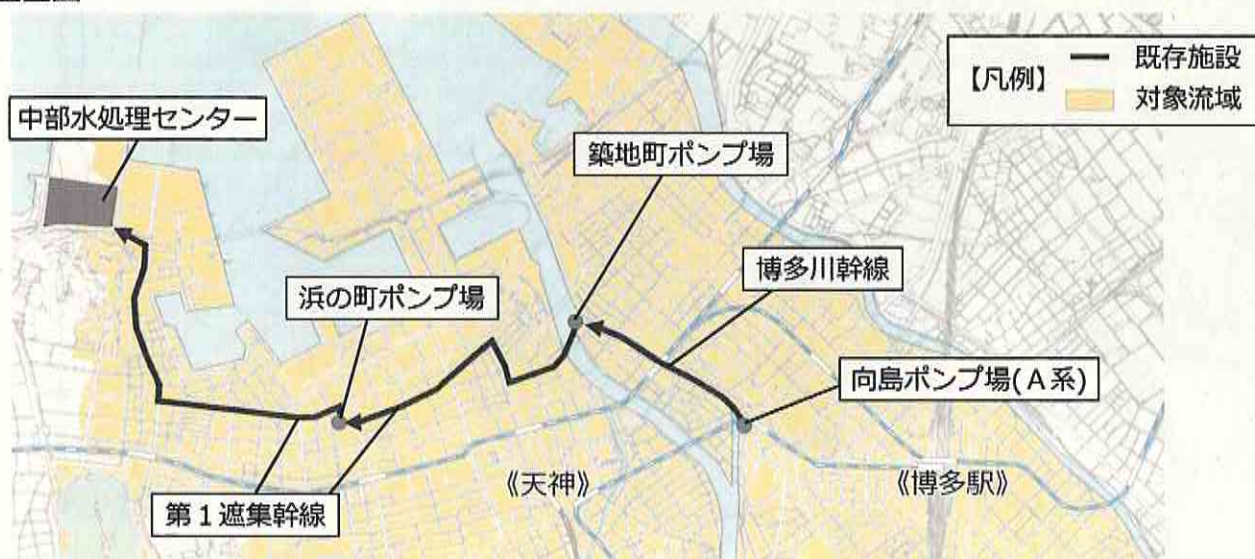 【凡例】
既存施設
対象流域
中部水処理センター
築地町ポンプ場
博多川幹線
浜の町ポンプ場
向島ポンプ場(A系)
《天神》
《博多駅》
第1遮集幹線